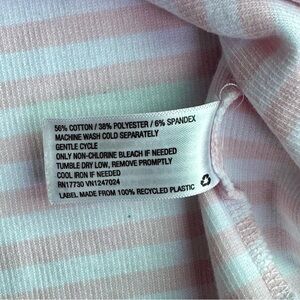 56% COTTON / 38% POLYESTER / 6% SPANDEX
MACHINE WASH COLD SEPARATELY
GENTLE CYCLE
ONLY NON-CHLORINE BLEACH IF NEEDED
TUMBLE DRY LOW, REMOVE PROMPTLY
COOL IRON IF NEEDED
RN17730 VN1247024
LABEL MADE FROM 100% RECYCLED PLASTIC